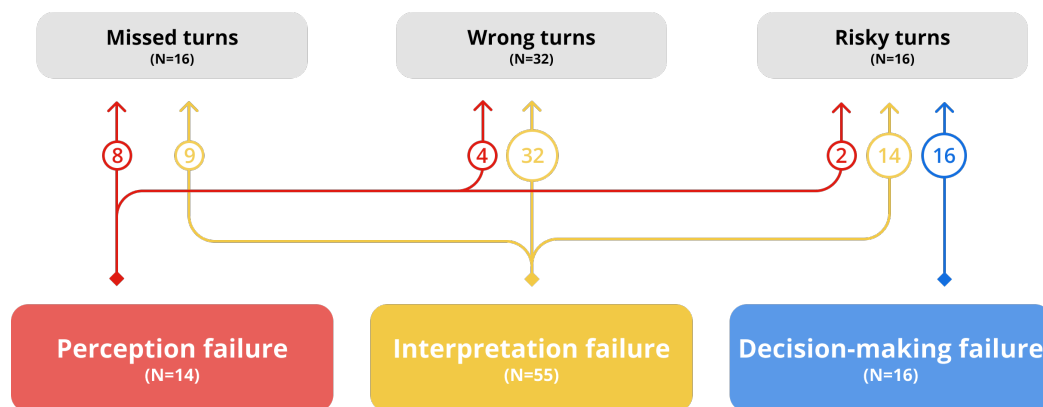 Missed turns
(N=16)
Wrong turns
(N=32)
Risky turns
(N=16)
8
9
4
32
2
14
16
Perception failure
(N=14)
Interpretation failure
(N=55)
Decision-making failure
(N=16)